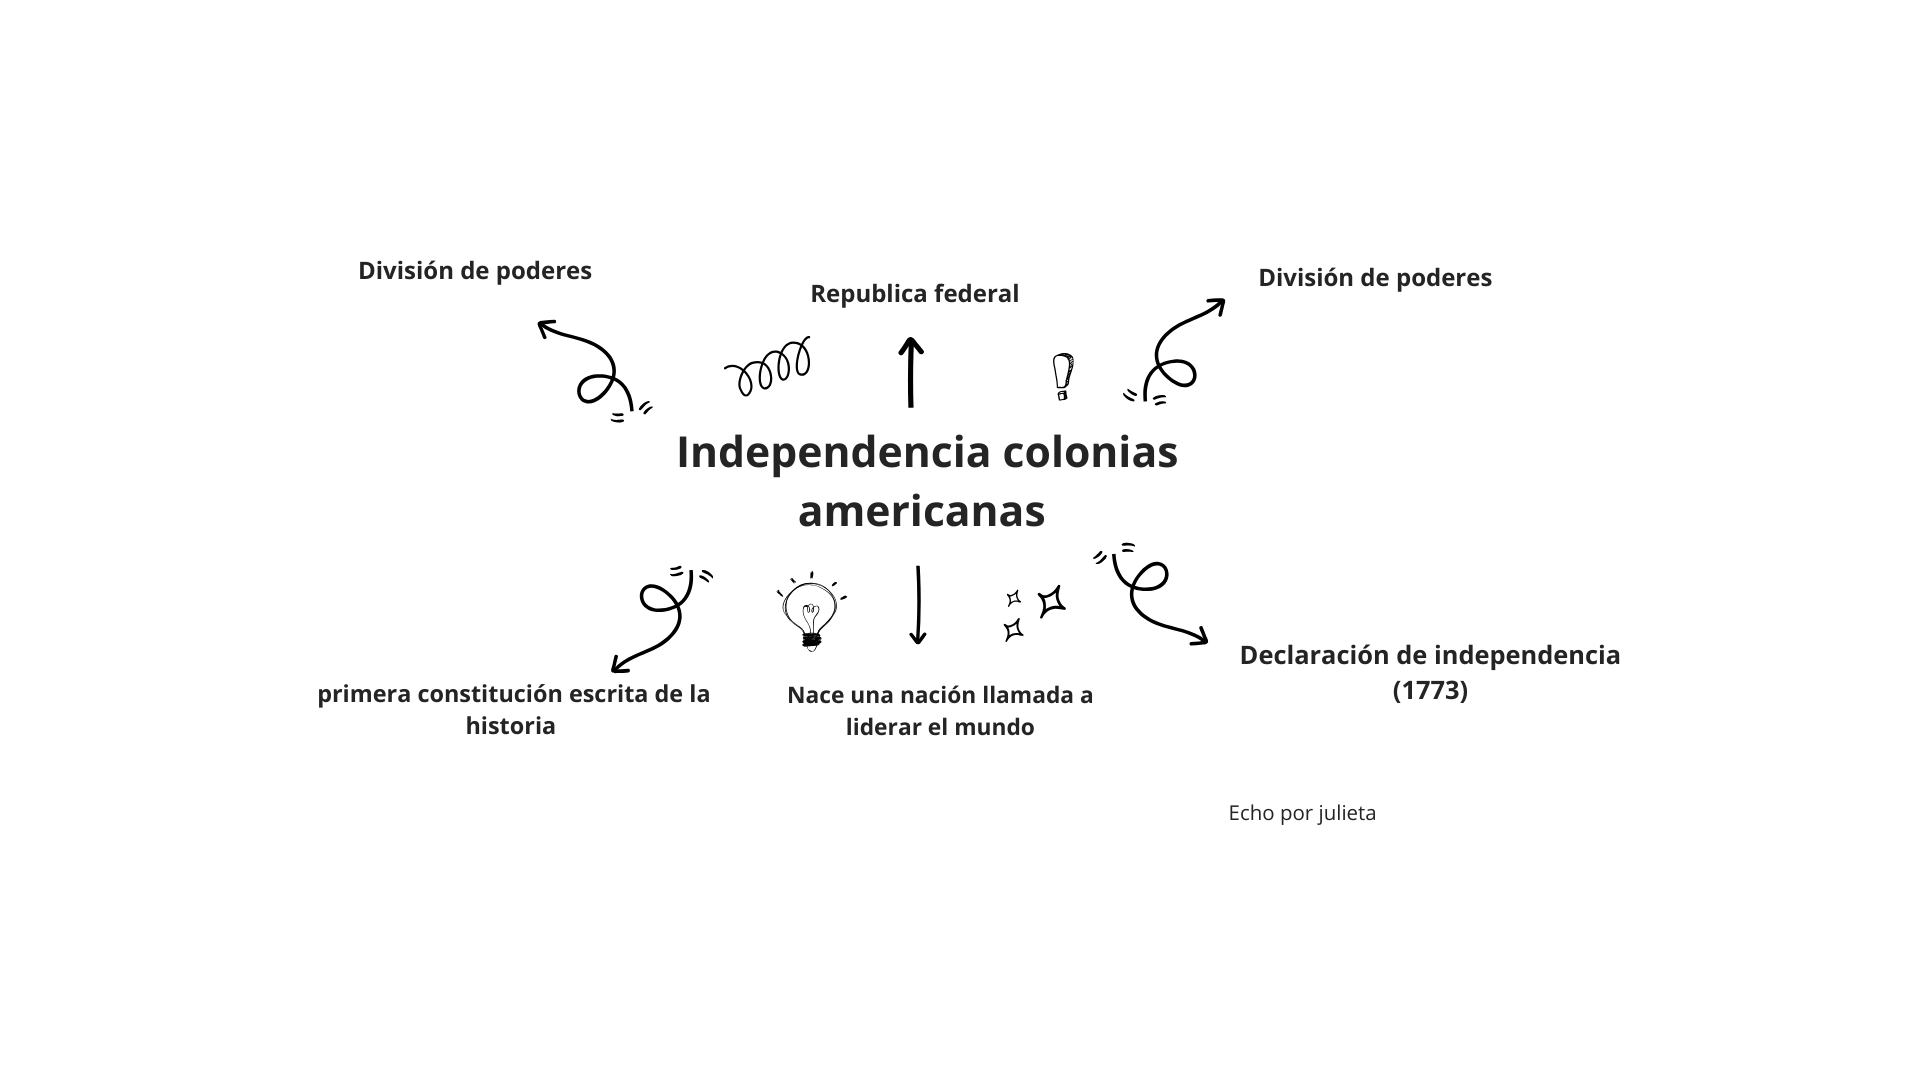 División de poderes
Republica federal
División de poderes
Independencia colonias
americanas
primera constitución escrita de la
historia
Nace una nación llamada a
liderar el mundo
Declaración de independencia
(1773)
Echo por julieta